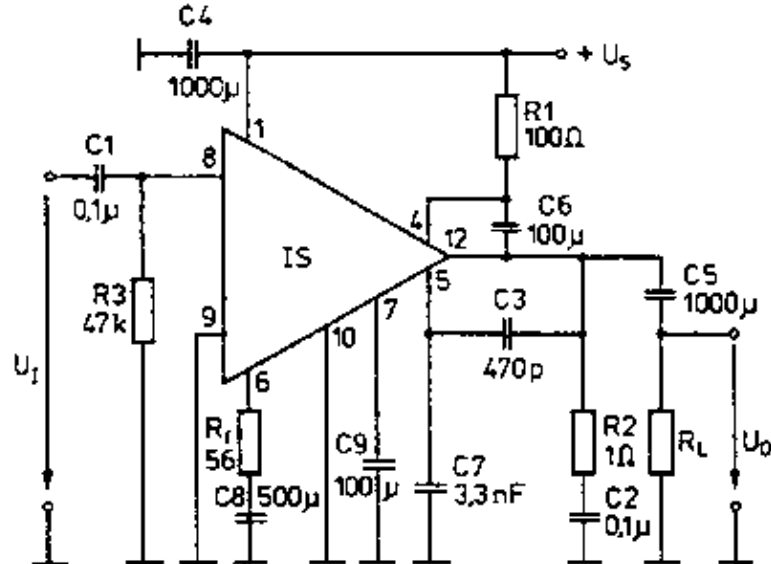 C4
1000µ
+ U_S
1
R1
100Ω
C1
0,1µ
8
4
12
C6
100µ
IS
5
C5
1000µ
R3
47k
9
7
C3
10
470p
U_I
6
R_f
56
C9
100µ
R2
1Ω
R_L
U_O
C8
500µ
C7
3,3nF
C2
0,1µ